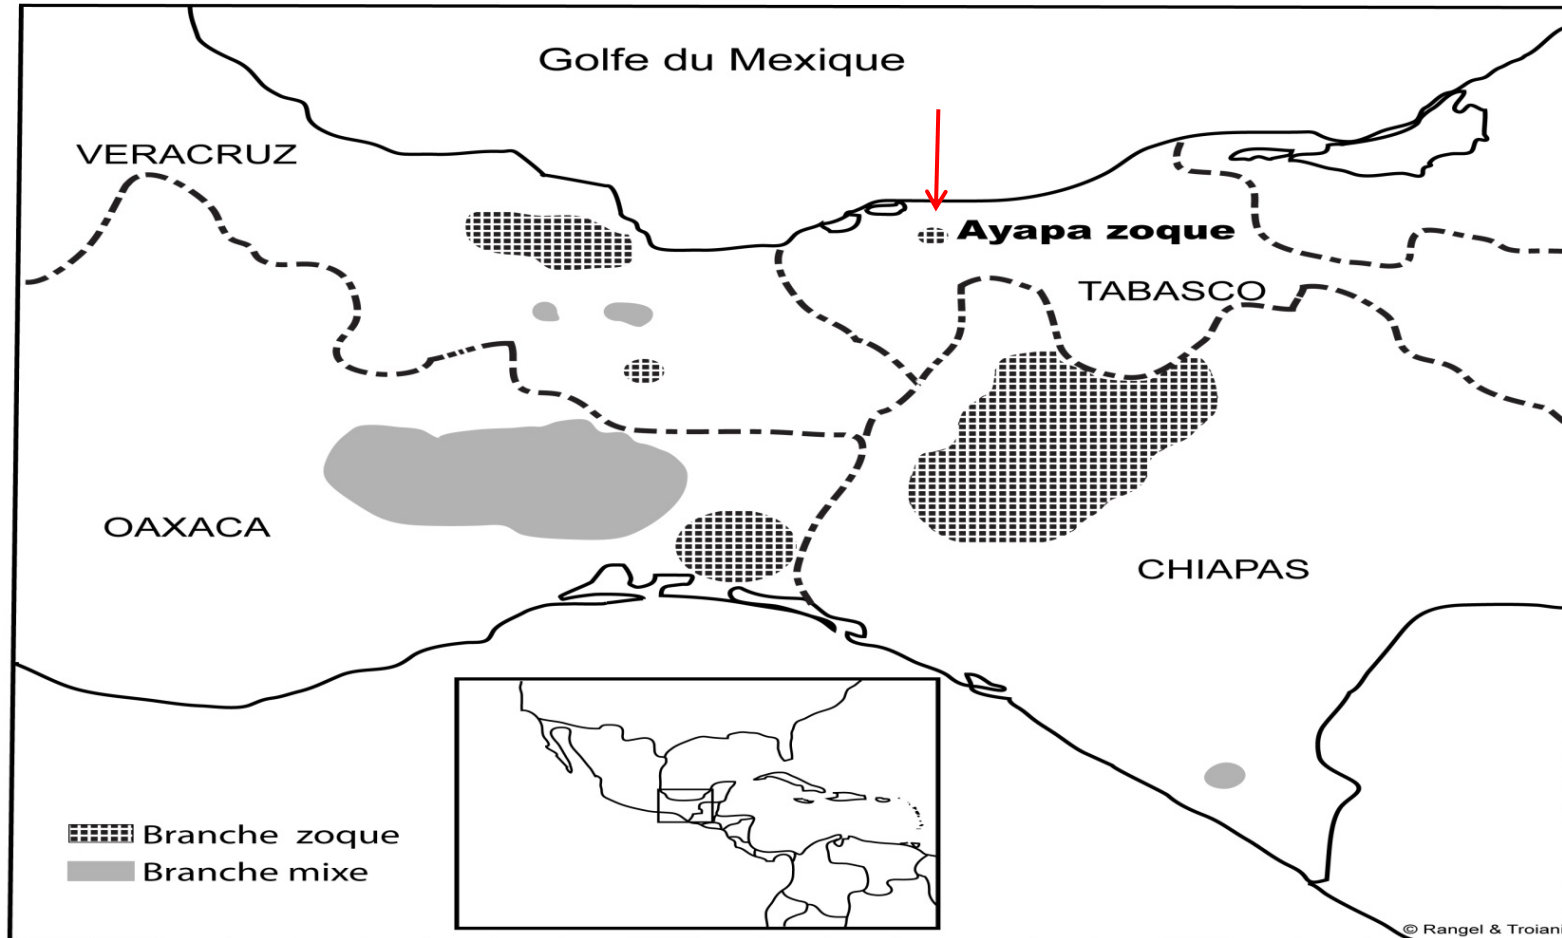 Golfe du Mexique
VERACRUZ
Ayapa zoque
TABASCO
OAXACA
CHIAPAS
Branche zoque
Branche mixe
© Rangel & Troiani